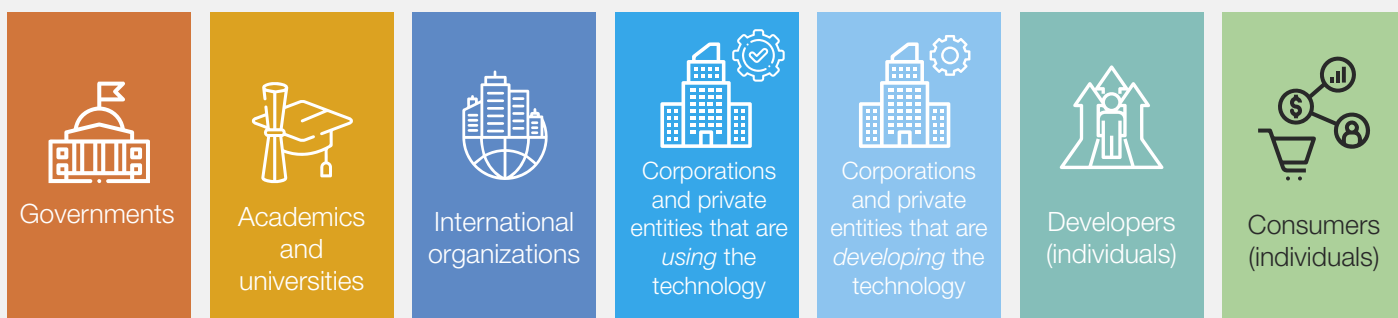 Governments
Academics
and
universities
International
organizations
Corporations
and private
entities that are
using the
technology
Corporations
and private
entities that are
developing the
technology
Developers
(individuals)
$
Consumers
(individuals)